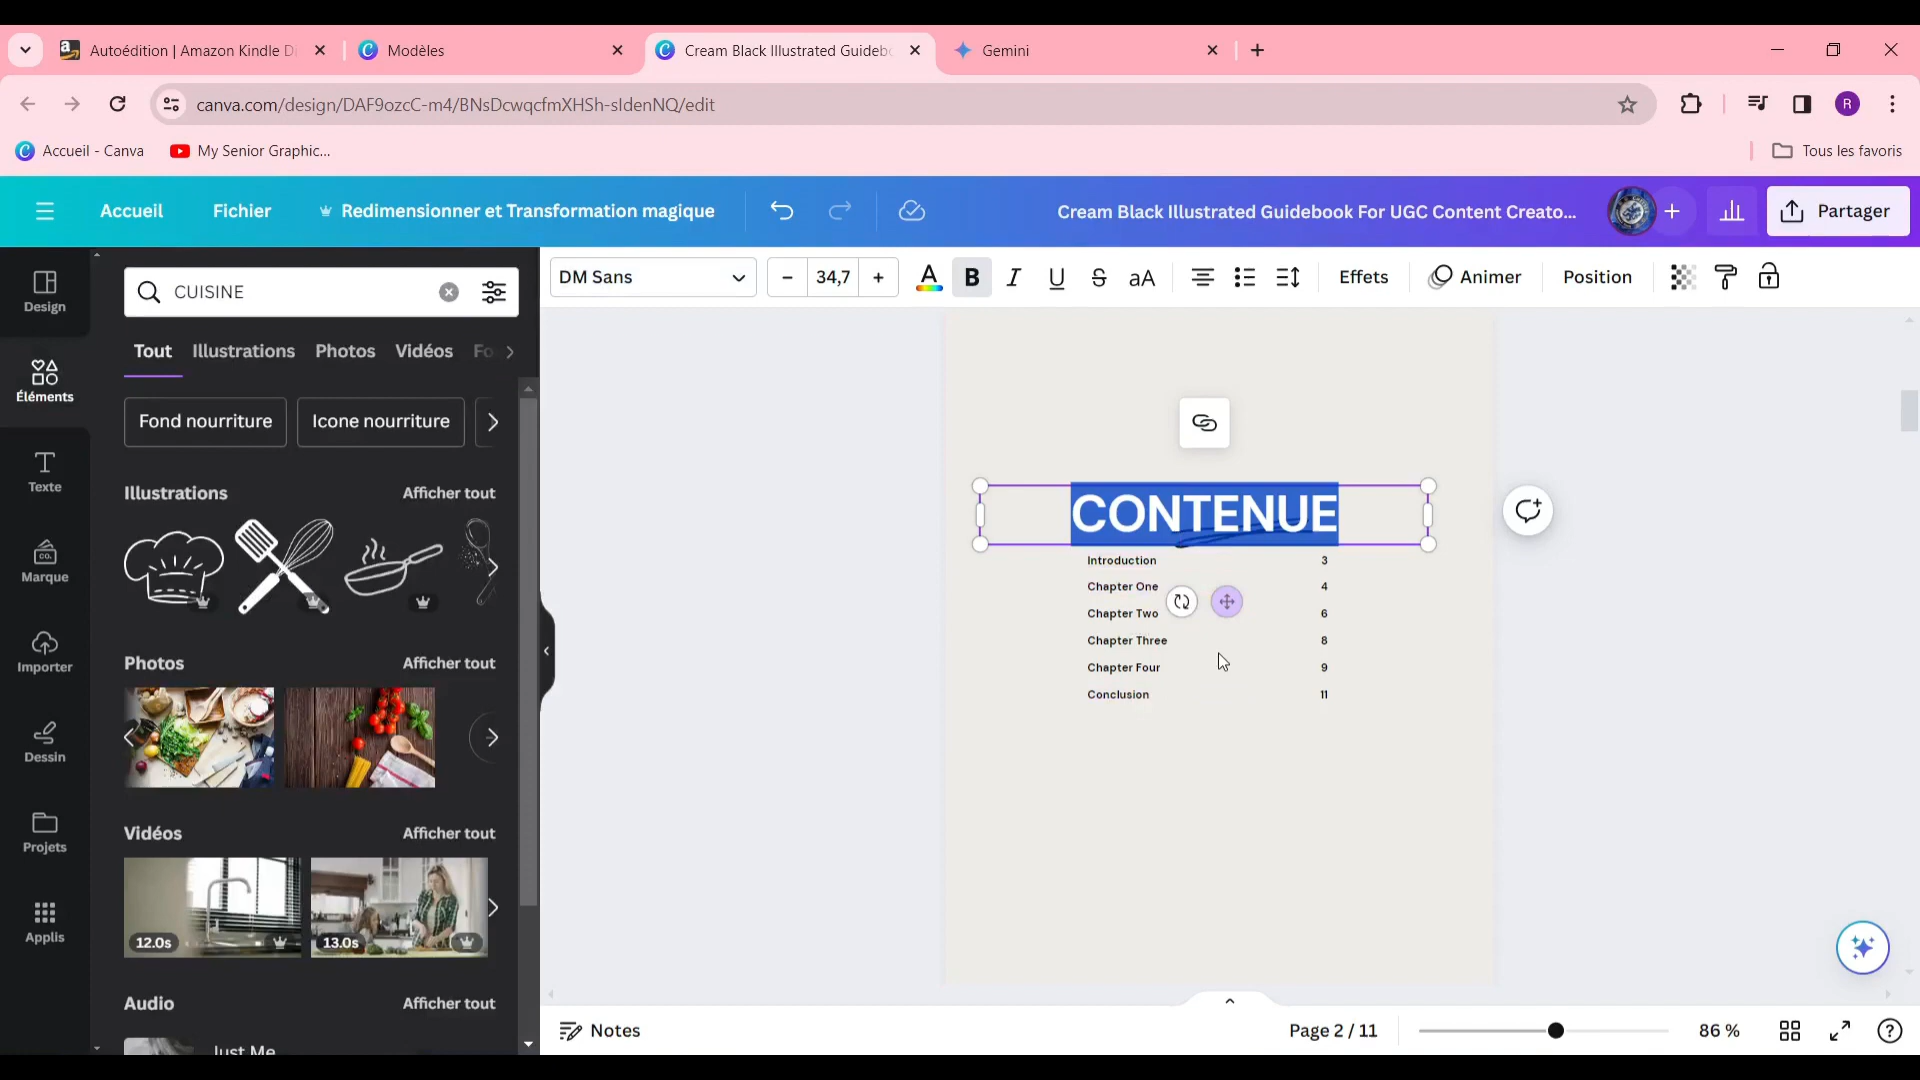 Autoédition | Amazon Kindle Di
Modèles
Cream Black Illustrated Guidebo
Gemini
canva.com/design/DAF9ozcC-m4/BNsDcwqcfmXHSh-sIdenNQ/edit
R
Accueil - Canva
My Senior Graphic...
Tous les favoris
Accueil
Fichier
Redimensionner et Transformation magique
Cream Black Illustrated Guidebook For UGC Content Creato...
Partager
DM Sans
34,7
A
B
I
U
S
aA
Effets
Animer
Position
Design
Éléments
Texte
Marque
Importer
Dessin
Projets
Applis
CUISINE
Tout
Illustrations
Photos
Vidéos
Fo
Fond nourriture
Icone nourriture
Illustrations
Afficher tout
Photos
Afficher tout
Vidéos
Afficher tout
12.0s
13.0s
Audio
Afficher tout
Just Me
CONTENUE
Introduction 3
Chapter One 4
Chapter Two 6
Chapter Three 8
Chapter Four 9
Conclusion 11
Notes
Page 2 / 11
86 %